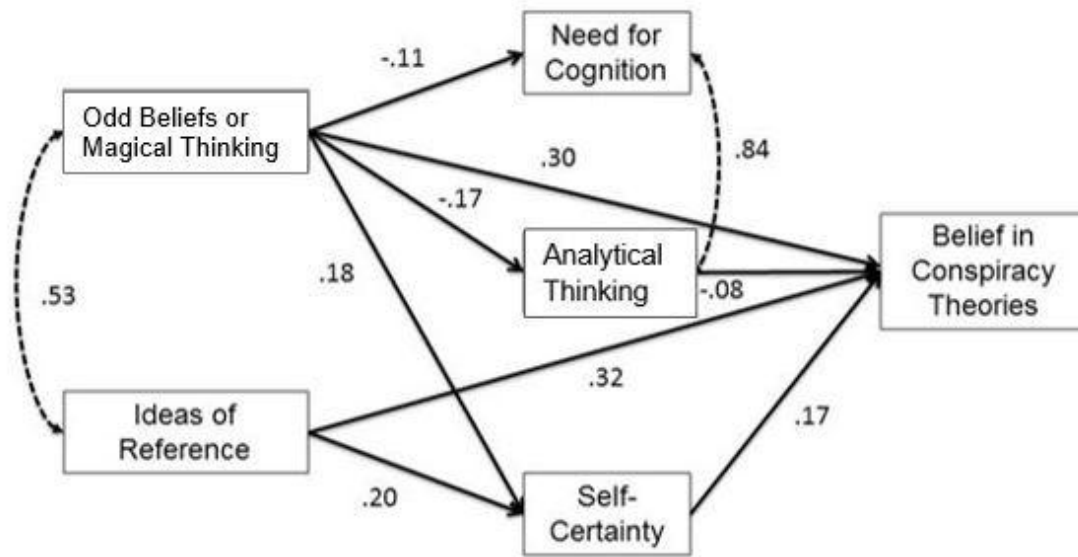 Need for
Cognition
-.11
Odd Beliefs or
Magical Thinking
.30
.84
-.17
Analytical
Thinking
Belief in
Conspiracy
Theories
.18
-.08
.53
.32
Ideas of
Reference
.17
.20
Self-
Certainty